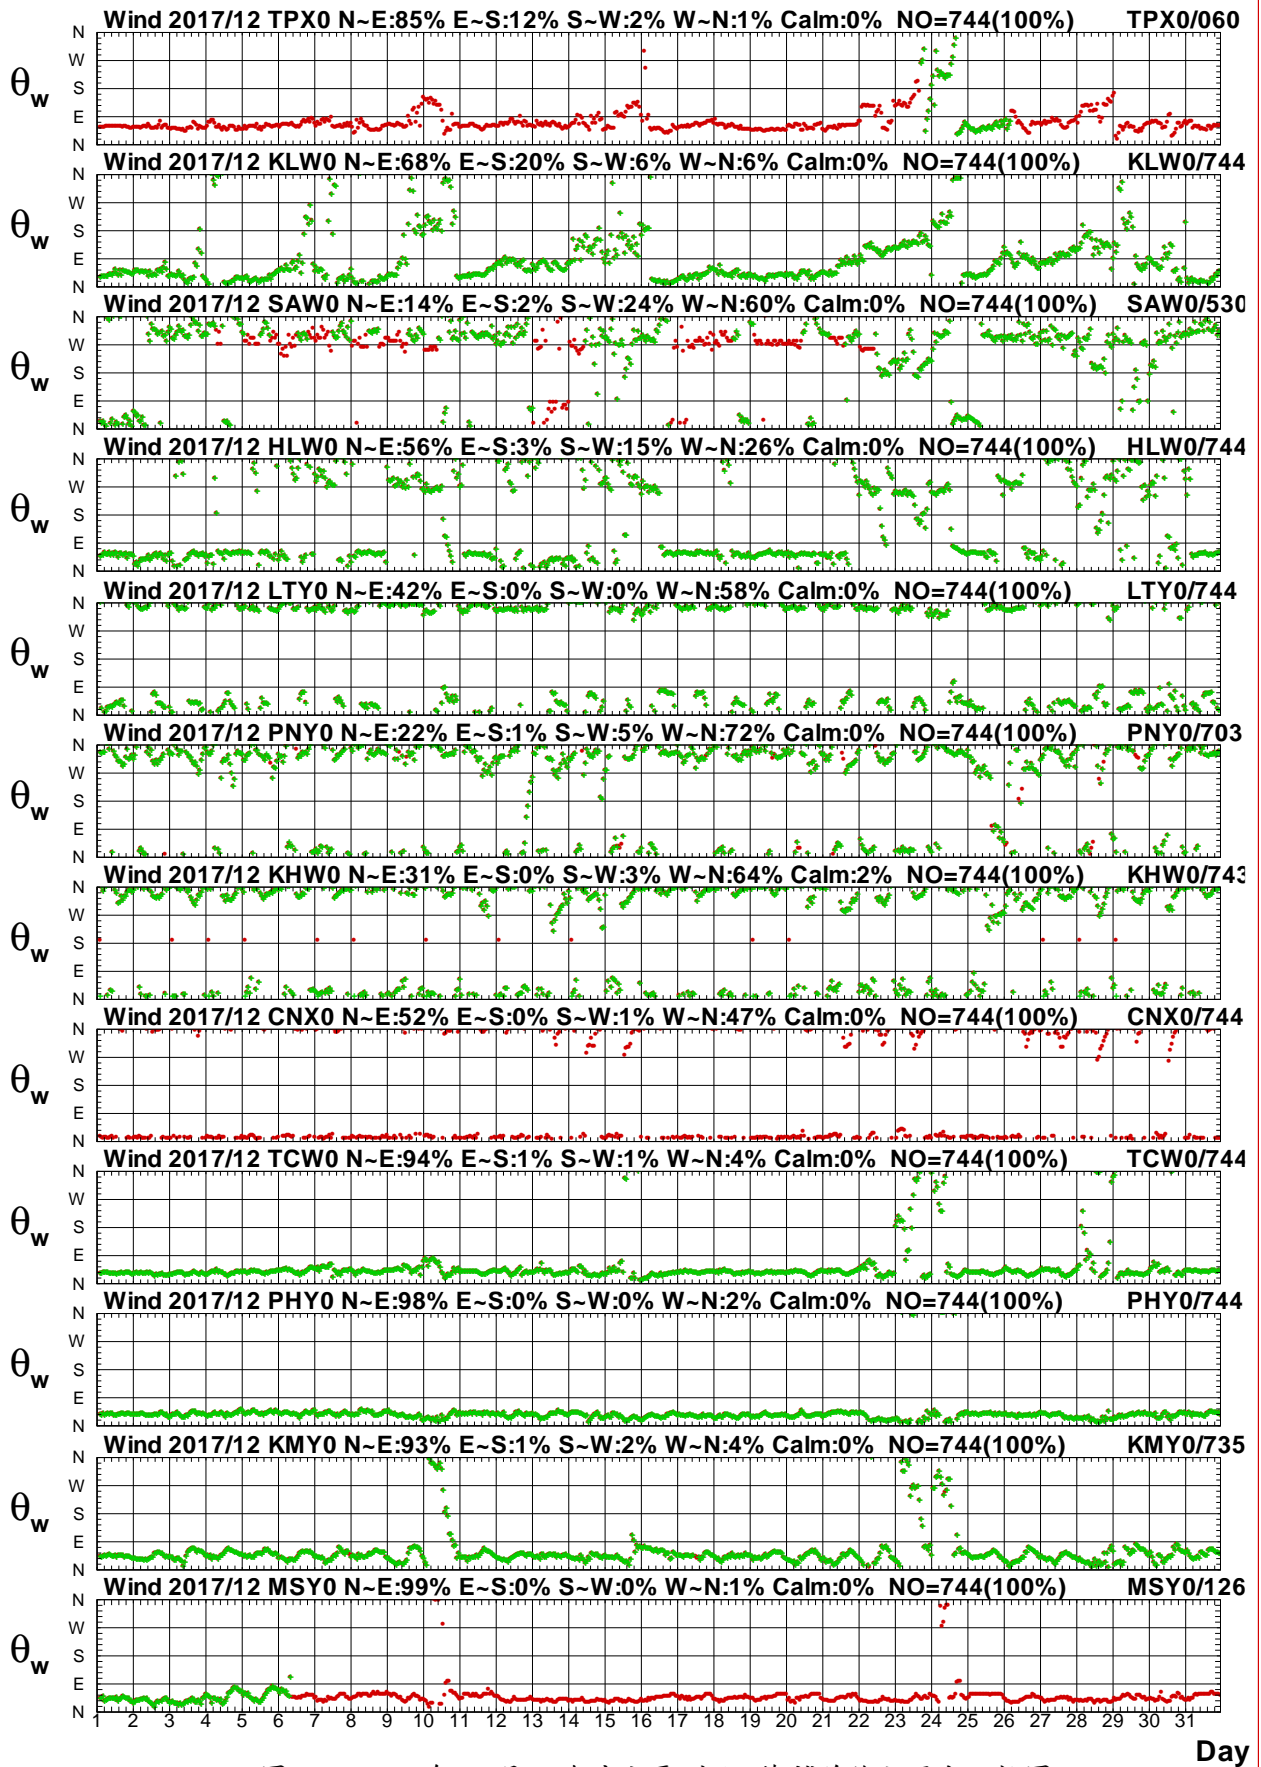 Wind 2017/12 TPX0 N~E:85% E~S:12% S~W:2% W~N:1% Calm:0% NO=744(100%) TPX0/060
N
W
θw S
E
N
Wind 2017/12 KLW0 N~E:68% E~S:20% S~W:6% W~N:6% Calm:0% NO=744(100%) KLW0/744
N
W
θw S
E
N
Wind 2017/12 SAW0 N~E:14% E~S:2% S~W:24% W~N:60% Calm:0% NO=744(100%) SAW0/530
N
W
θw S
E
N
Wind 2017/12 HLW0 N~E:56% E~S:3% S~W:15% W~N:26% Calm:0% NO=744(100%) HLW0/744
N
W
θw S
E
N
Wind 2017/12 LTY0 N~E:42% E~S:0% S~W:0% W~N:58% Calm:0% NO=744(100%) LTY0/744
N
W
θw S
E
N
Wind 2017/12 PNY0 N~E:22% E~S:1% S~W:5% W~N:72% Calm:0% NO=744(100%) PNY0/703
N
W
θw S
E
N
Wind 2017/12 KHW0 N~E:31% E~S:0% S~W:3% W~N:64% Calm:2% NO=744(100%) KHW0/743
N
W
θw S
E
N
Wind 2017/12 CNX0 N~E:52% E~S:0% S~W:1% W~N:47% Calm:0% NO=744(100%) CNX0/744
N
W
θw S
E
N
Wind 2017/12 TCW0 N~E:94% E~S:1% S~W:1% W~N:4% Calm:0% NO=744(100%) TCW0/744
N
W
θw S
E
N
Wind 2017/12 PHY0 N~E:98% E~S:0% S~W:0% W~N:2% Calm:0% NO=744(100%) PHY0/744
N
W
θw S
E
N
Wind 2017/12 KMY0 N~E:93% E~S:1% S~W:2% W~N:4% Calm:0% NO=744(100%) KMY0/735
N
W
θw S
E
N
Wind 2017/12 MSY0 N~E:99% E~S:0% S~W:0% W~N:1% Calm:0% NO=744(100%) MSY0/126
N
W
θw S
E
N
1 2 3 4 5 6 7 8 9 10 11 12 13 14 15 16 17 18 19 20 21 22 23 24 25 26 27 28 29 30 31
Day